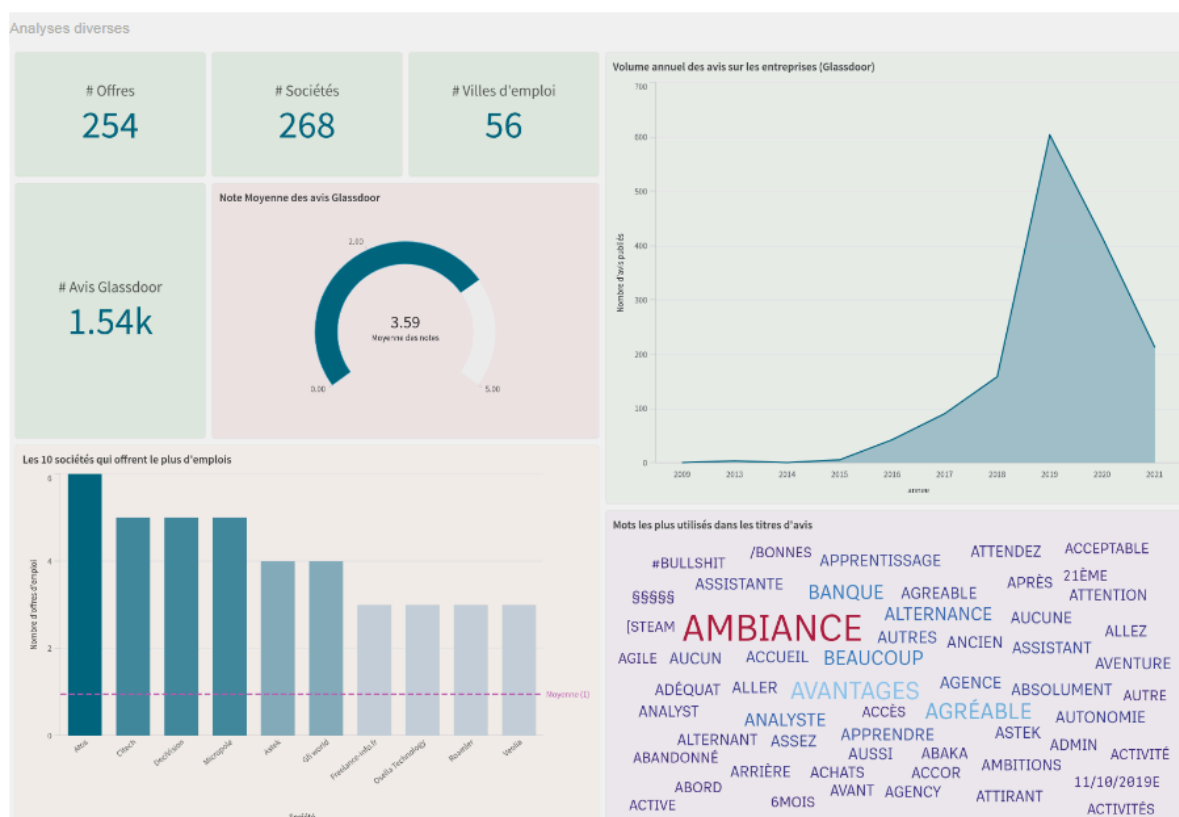 Analyses diverses
# Offres
254
# Sociétés
268
# Villes d'emploi
56
# Avis Glassdoor
1.54k
Note Moyenne des avis Glassdoor
2.00
3.59
Moyenne des notes
0.00
5.00
Volume annuel des avis sur les entreprises (Glassdoor)
Nombre d'avis publiés
700
600
500
400
300
200
100
0
2009 2013 2014 2015 2016 2017 2018 2019 2020 2021
annee
Les 10 sociétés qui offrent le plus d'emplois
Nombre d'offres d'emploi
6
4
2
0
Moyenne (1)
Atos Citech DeciVision Micropole Astek Gfi world Freelance-info.fr Technology Roamler
Société
Mots les plus utilisés dans les titres d'avis
#BULLSHIT /BONNES APPRENTISSAGE ATTENDEZ ACCEPTABLE
§§§§§ ASSISTANTE BANQUE AGREABLE APRÈS 21ÈME ATTENTION
[STEAM AMBIANCE ALTERNANCE AUCUNE
AUTRES ANCIEN ASSISTANT ALLEZ
AGILE AUCUN ACCUEIL BEAUCOUP AVENTURE
ADÉQUAT ALLER AVANTAGES AGENCE ABSOLUMENT AUTRE
ANALYST ANALYSTE ACCÈS AGRÉABLE AUTONOMIE
ALTERNANT ASSEZ APPRENDRE ASTEK ADMIN
ABANDONNÉ AUSSI ABAKA AMBITIONS ACTIVITÉ
ARRIÈRE ACHATS ACCOR 11/10/2019E
ABORD AVANT AGENCY ATTIRANT
ACTIVE 6MOIS ACTIVITÉS